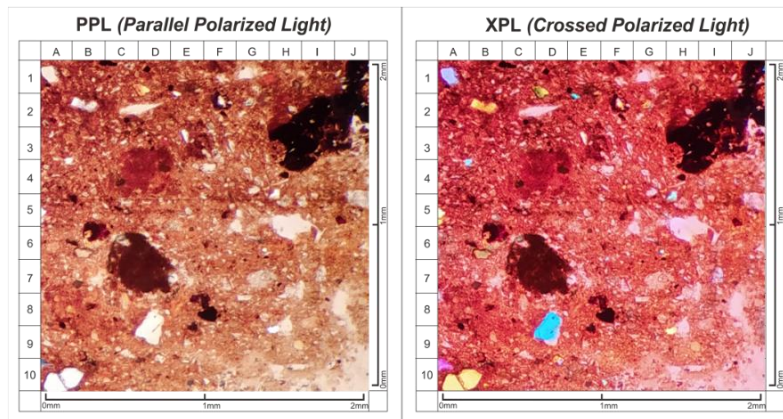 PPL (Parallel Polarized Light)
A B C D E F G H I J
1
2
3
4
5
6
7
8
9
10
2mm
1mm
0mm
0mm 1mm 2mm
XPL (Crossed Polarized Light)
A B C D E F G H I J
1
2
3
4
5
6
7
8
9
10
2mm
1mm
0mm
0mm 1mm 2mm